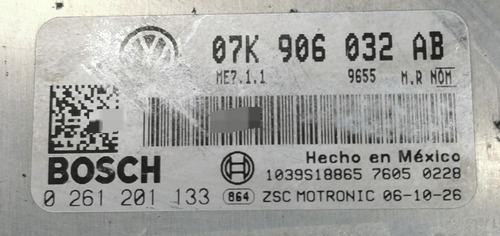 07K 906 032 AB
ME7.1.1 9655 M.R NOM
BOSCH
Hecho en México
1039S18865 7605 0228
0 261 201 133 864 ZSC MOTRONIC 06-10-26